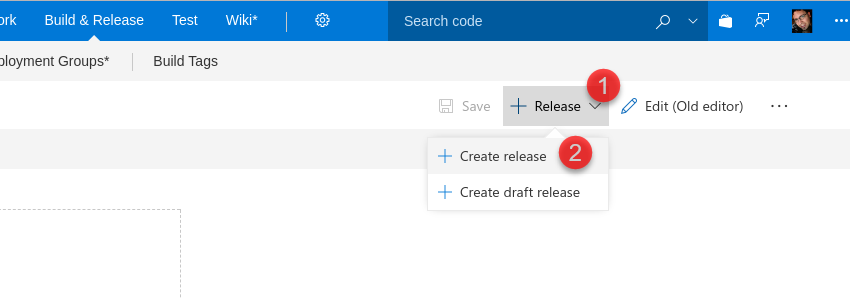 ork Build & Release Test Wiki* Search code
ployment Groups* Build Tags
Save Release 1 Edit (Old editor) ...
Create release 2
Create draft release